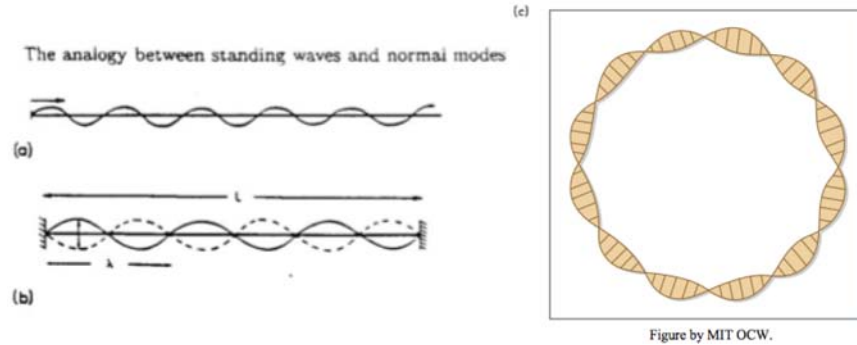 The analogy between standing waves and normal modes
(a)
L
λ
(b)
(c)
Figure by MIT OCW.